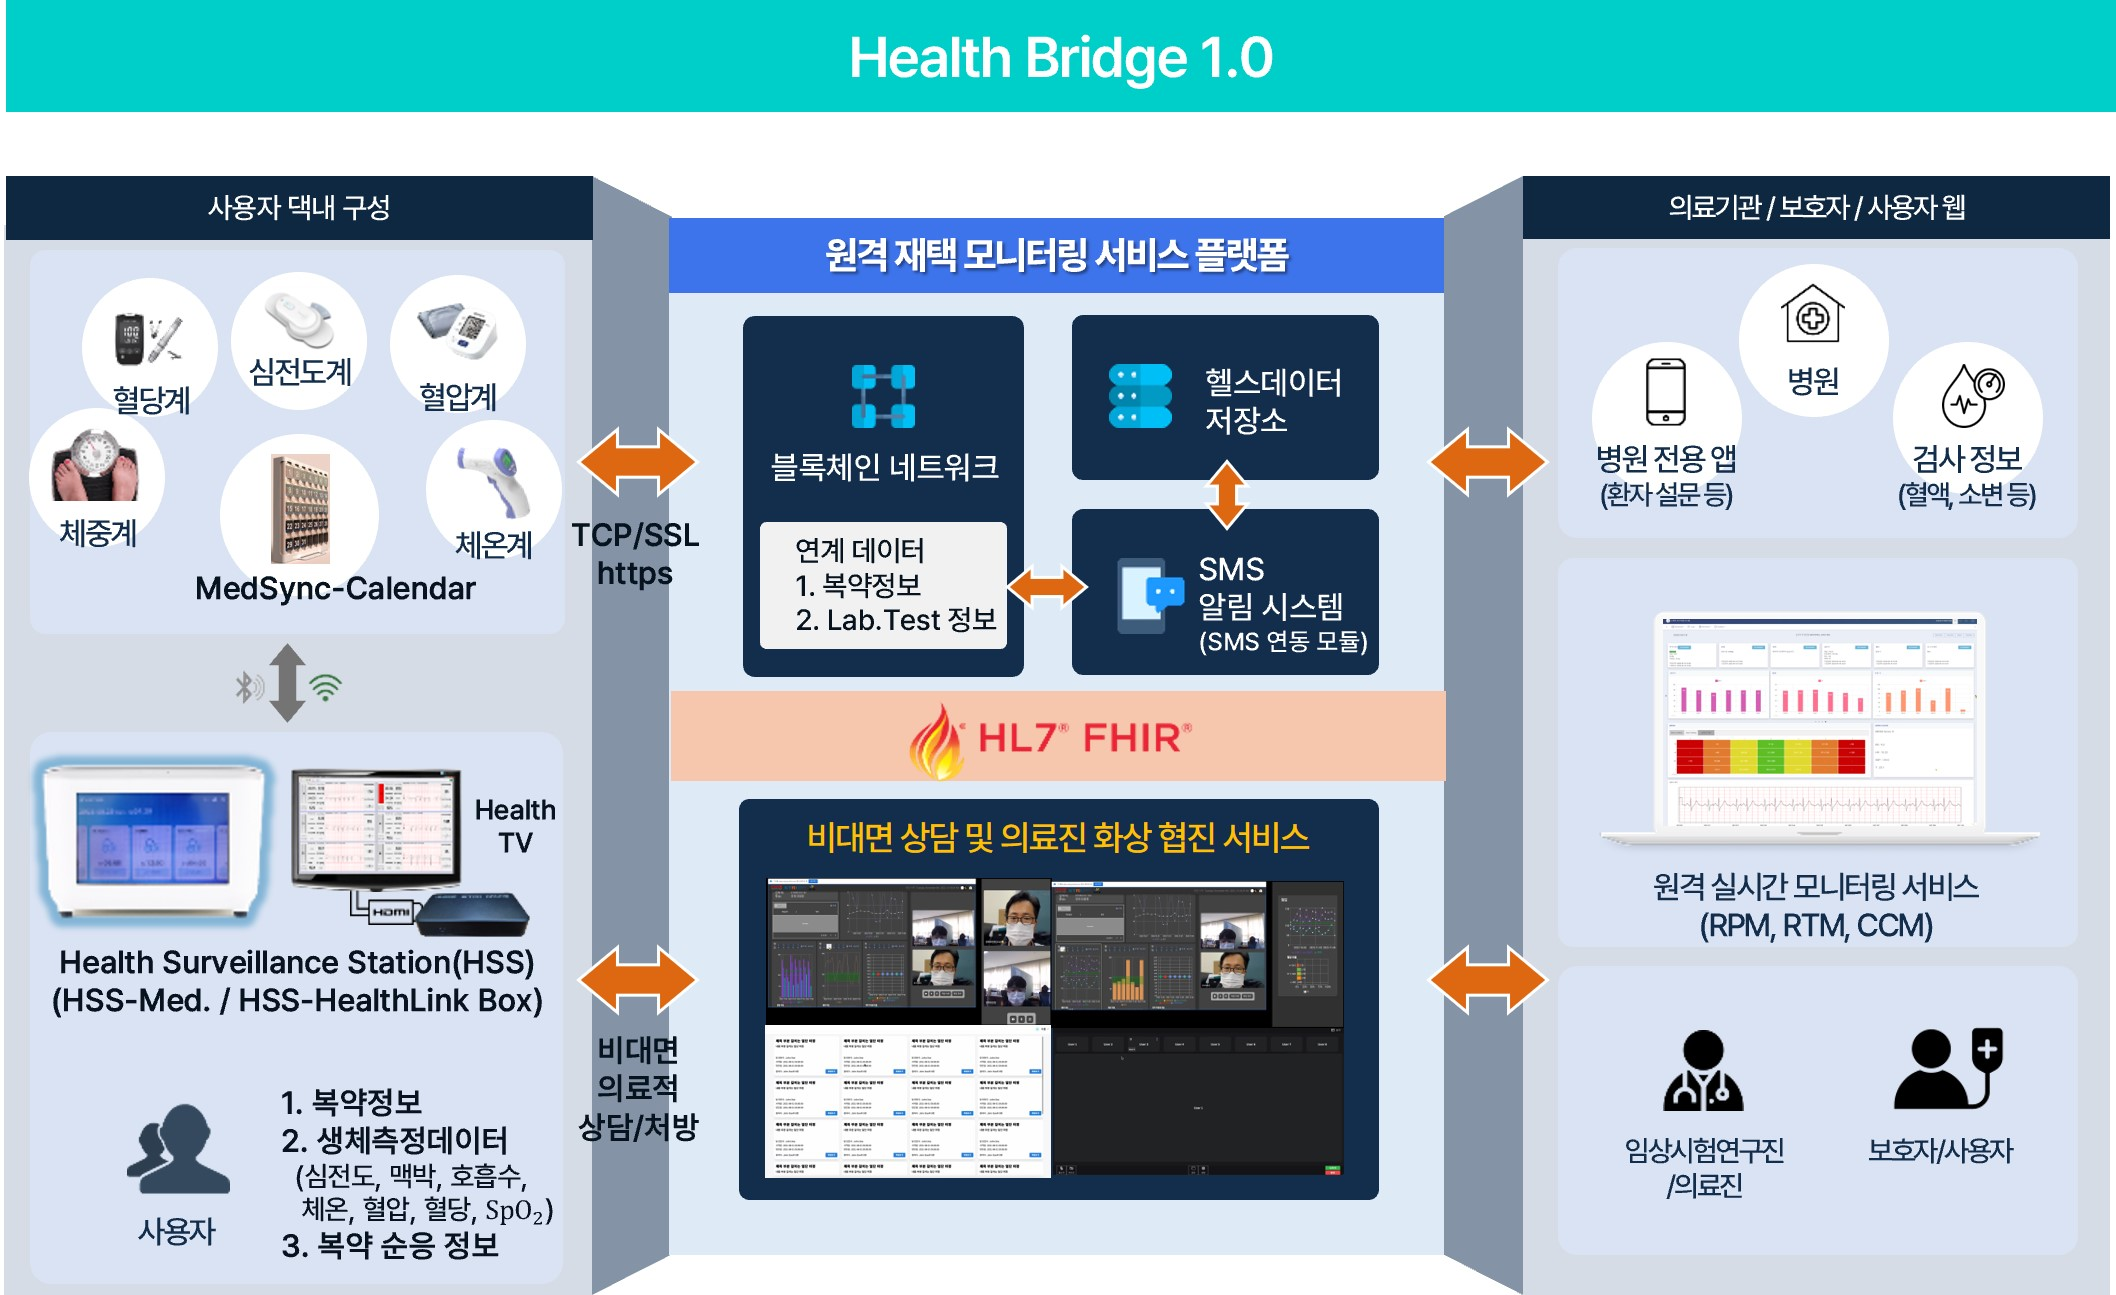 Health Bridge 1.0
사용자 댁내 구성
혈당계
심전도계
혈압계
체중계
체온계
MedSync-Calendar
Health
TV
HDMI
Health Surveillance Station(HSS)
(HSS-Med. / HSS-HealthLink Box)
사용자
1. 복약정보
2. 생체측정데이터
(심전도, 맥박, 호흡수,
체온, 혈압, 혈당, SpO₂)
3. 복약 순응 정보
TCP/SSL
https
비대면
의료적
상담/처방
원격 재택 모니터링 서비스 플랫폼
블록체인 네트워크
연계 데이터
1. 복약정보
2. Lab.Test 정보
헬스데이터
저장소
SMS
알림 시스템
(SMS 연동 모듈)
HL7® FHIR®
비대면 상담 및 의료진 화상 협진 서비스
의료기관 / 보호자 / 사용자 웹
병원
병원 전용 앱
(환자 설문 등)
검사 정보
(혈액, 소변 등)
원격 실시간 모니터링 서비스
(RPM, RTM, CCM)
임상시험연구진
/의료진
보호자/사용자